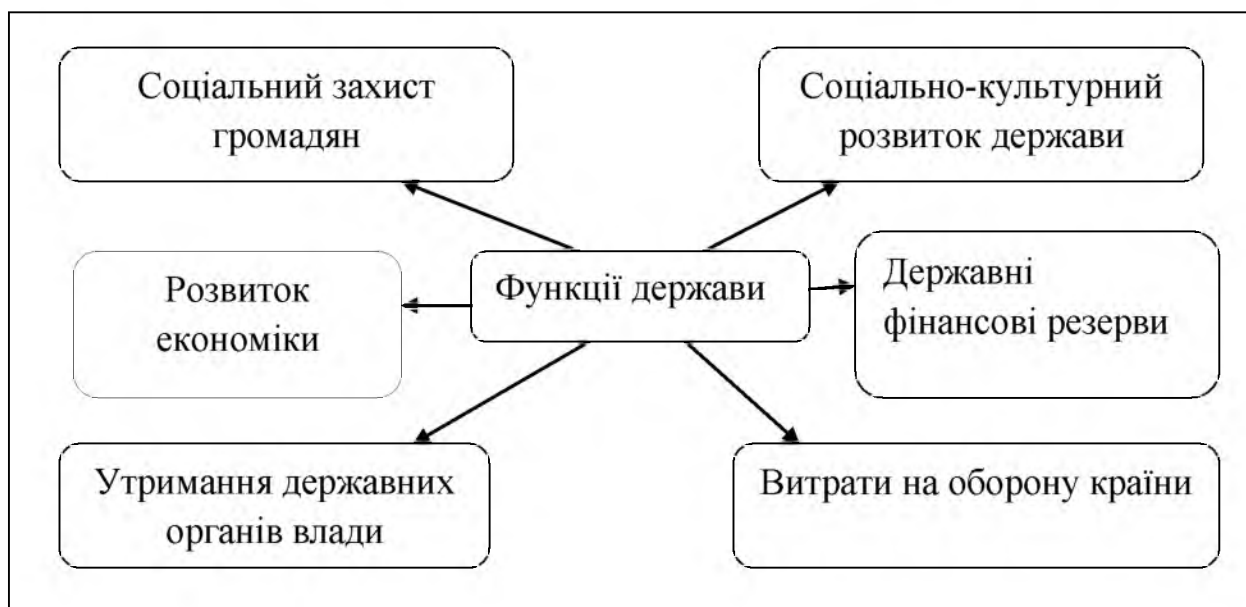 Соціальний захист
громадян
Соціально-культурний
розвиток держави
Розвиток
економіки
Функції держави
Державні
фінансові резерви
Утримання державних
органів влади
Витрати на оборону країни